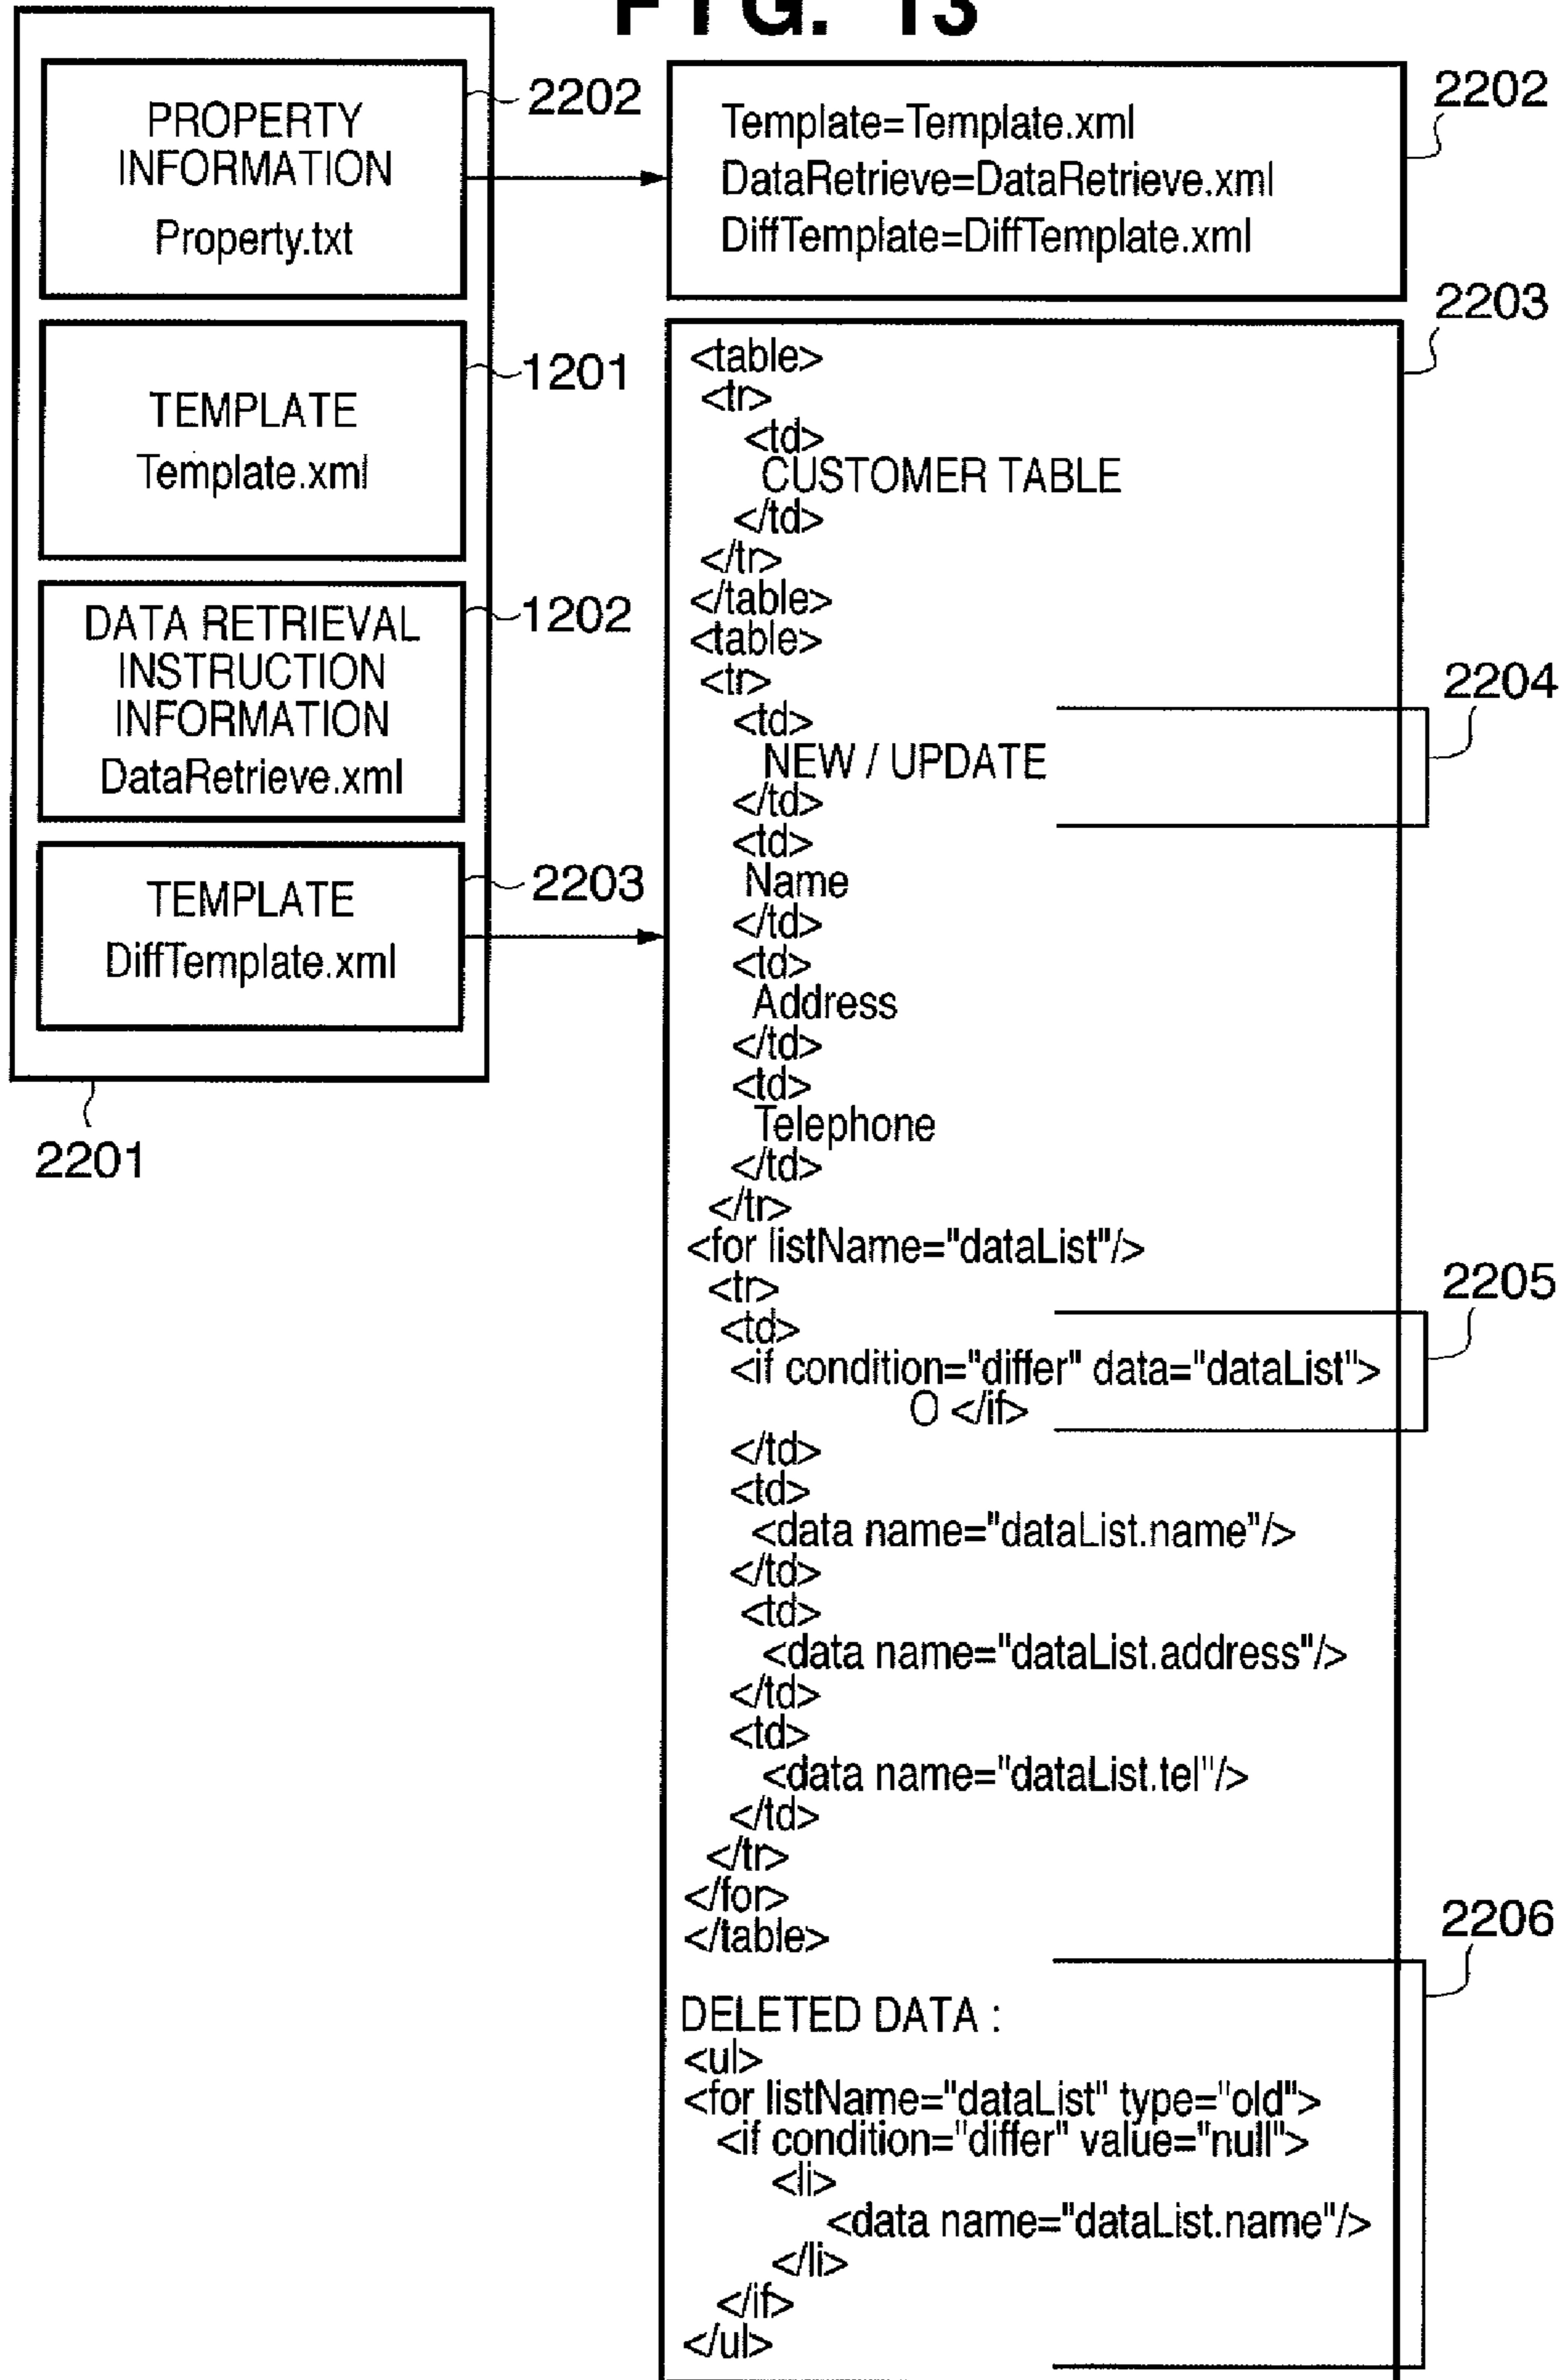 FIG. 13
PROPERTY
INFORMATION
Property.txt
2202
TEMPLATE
Template.xml
1201
DATA RETRIEVAL
INSTRUCTION
INFORMATION
DataRetrieve.xml
1202
TEMPLATE
DiffTemplate.xml
2203
2201
Template=Template.xml
DataRetrieve=DataRetrieve.xml
DiffTemplate=DiffTemplate.xml
2202
2203
<table>
<tr>
<td>
CUSTOMER TABLE
</td>
</tr>
</table>
<table>
<tr>
<td>
NEW / UPDATE
</td>
2204
<td>
Name
</td>
<td>
Address
</td>
<td>
Telephone
</td>
</tr>
<for listName="dataList"/>
<tr>
<td>
<if condition="differ" data="dataList">
O </if>
2205
</td>
<td>
<data name="dataList.name"/>
</td>
<td>
<data name="dataList.address"/>
</td>
<td>
<data name="dataList.tel"/>
</td>
</tr>
</for>
</table>
2206
DELETED DATA :
<ul>
<for listName="dataList" type="old">
<if condition="differ" value="null">
<li>
<data name="dataList.name"/>
</li>
</if>
</ul>